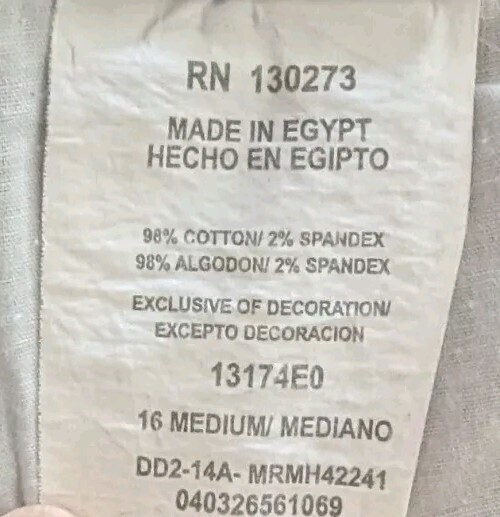 RN 130273
MADE IN EGYPT
HECHO EN EGIPTO
98% COTTON/ 2% SPANDEX
98% ALGODON/ 2% SPANDEX
EXCLUSIVE OF DECORATION/
EXCEPTO DECORACION
13174E0
16 MEDIUM/ MEDIANO
DD2-14A- MRMH42241
040326561069